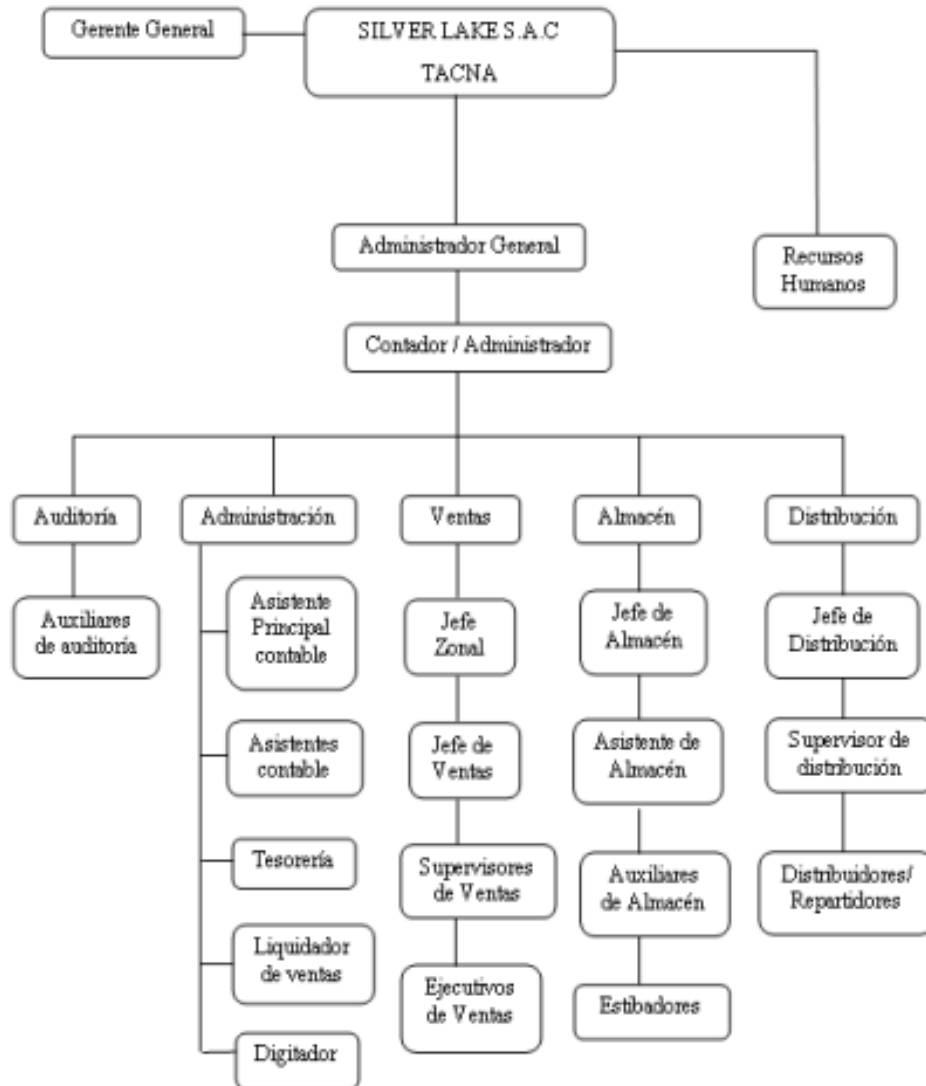 Gerente General
SILVER LAKE S.A.C
TACNA
Administrador General
Recursos
Humanos
Contador / Administrador
Auditoría
Administración
Ventas
Almacén
Distribución
Auxiliares
de auditoría
Asistente
Principal
contable
Asistentes
contable
Tesorería
Liquidador
de ventas
Digitador
Jefe
Zonal
Jefe de
Ventas
Supervisores
de Ventas
Ejecutivos
de Ventas
Jefe de
Almacén
Asistente de
Almacén
Auxiliares
de Almacén
Estibadores
Jefe de
Distribución
Supervisor de
distribución
Distribuidores/
Repartidores